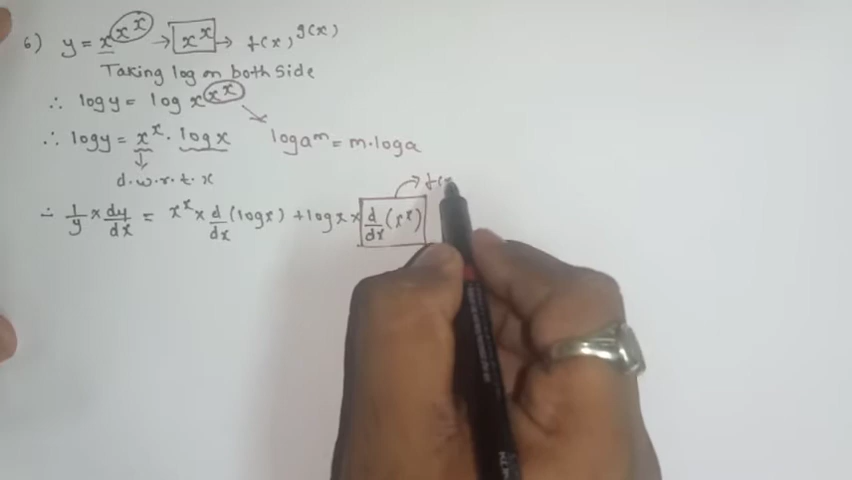 6) y = x^x^x → x^x → f(x)^g(x)
Taking log on both side
∴ log y = log x^x^x
∴ log y = x^x · log x log a^m = m·log a
d.w.r.t. x
f(x
∴ 1/y × dy/dx = x^x × d/dx (log x) + log x × d/dx (x^x)